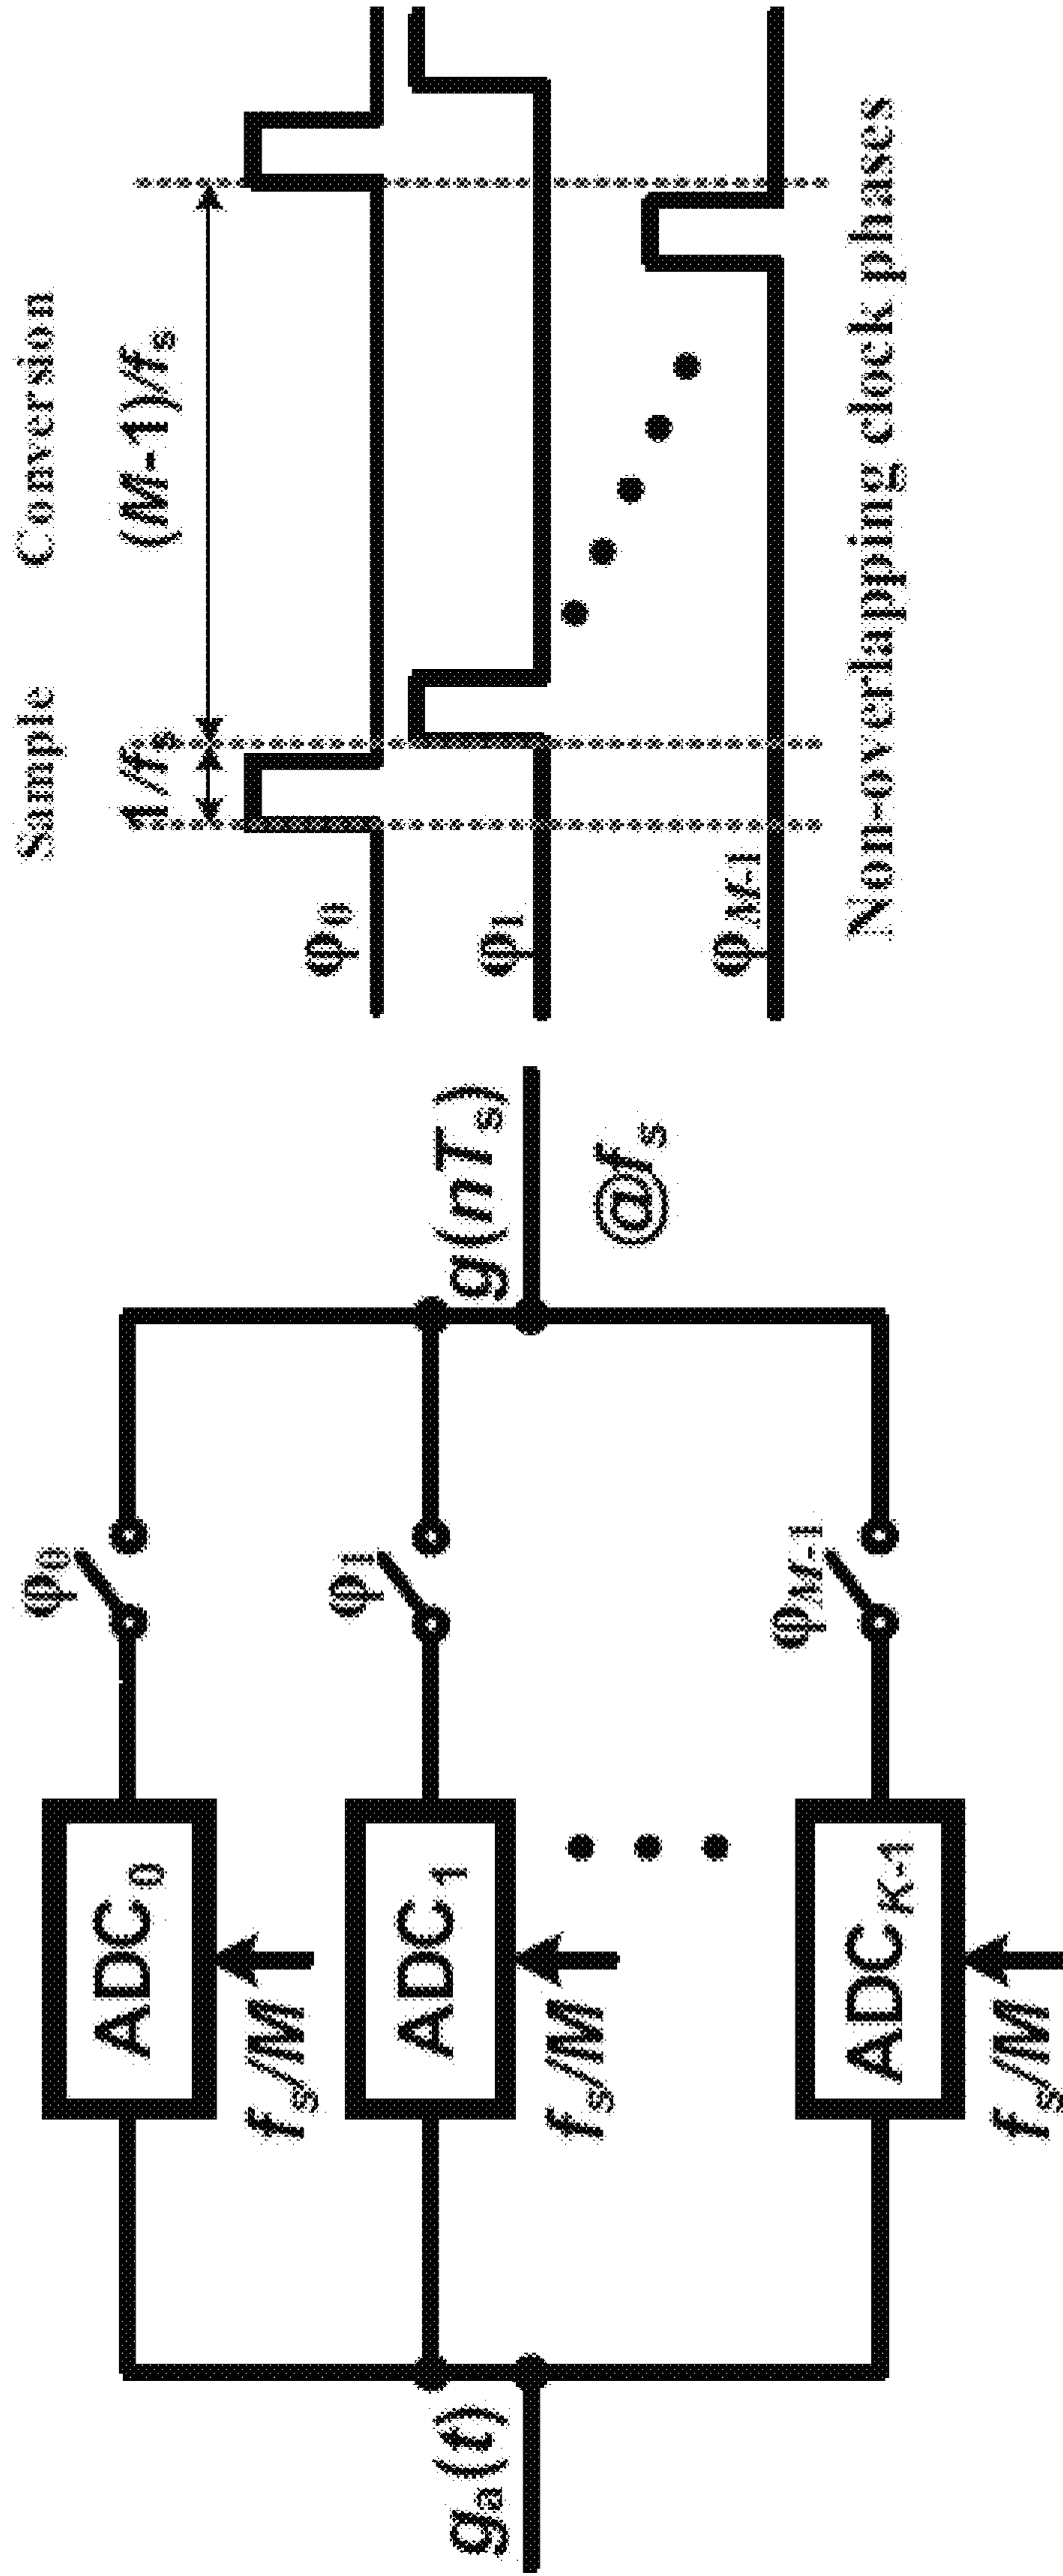 φ0
ADC0
fs/M
φ1
ADC1
fs/M
ga(t)
g(nTs)
@fs
φM-1
ADCK-1
fs/M
Sample
Conversion
1/fs
(M-1)/fs
φ0
φ1
φM-1
Non-overlapping clock phases